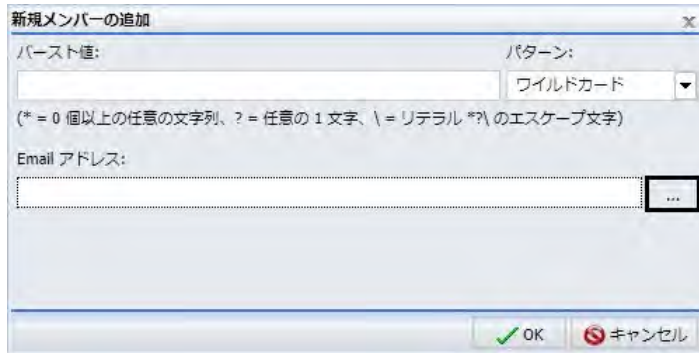 新規メンバーの追加
バースト値: パターン:
ワイルドカード
(* = 0 個以上の任意の文字列、? = 任意の 1 文字、\ = リテラル *?\ のエスケープ文字)
Email アドレス:
...
OK キャンセル